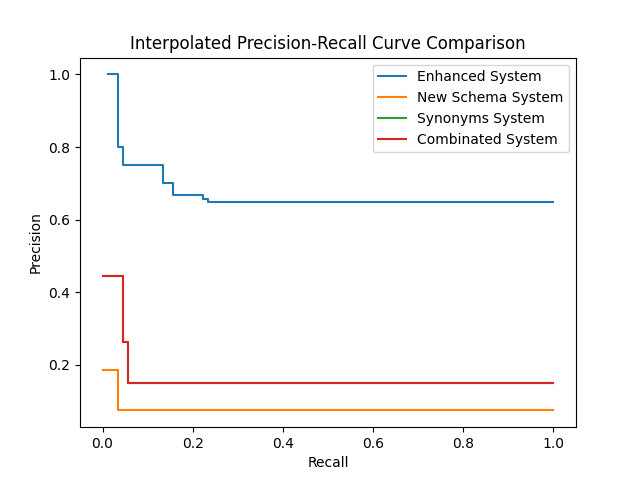 Interpolated Precision-Recall Curve Comparison
Enhanced System
New Schema System
Synonyms System
Combinated System
1.0
0.8
0.6
0.4
0.2
Precision
0.0 0.2 0.4 0.6 0.8 1.0
Recall